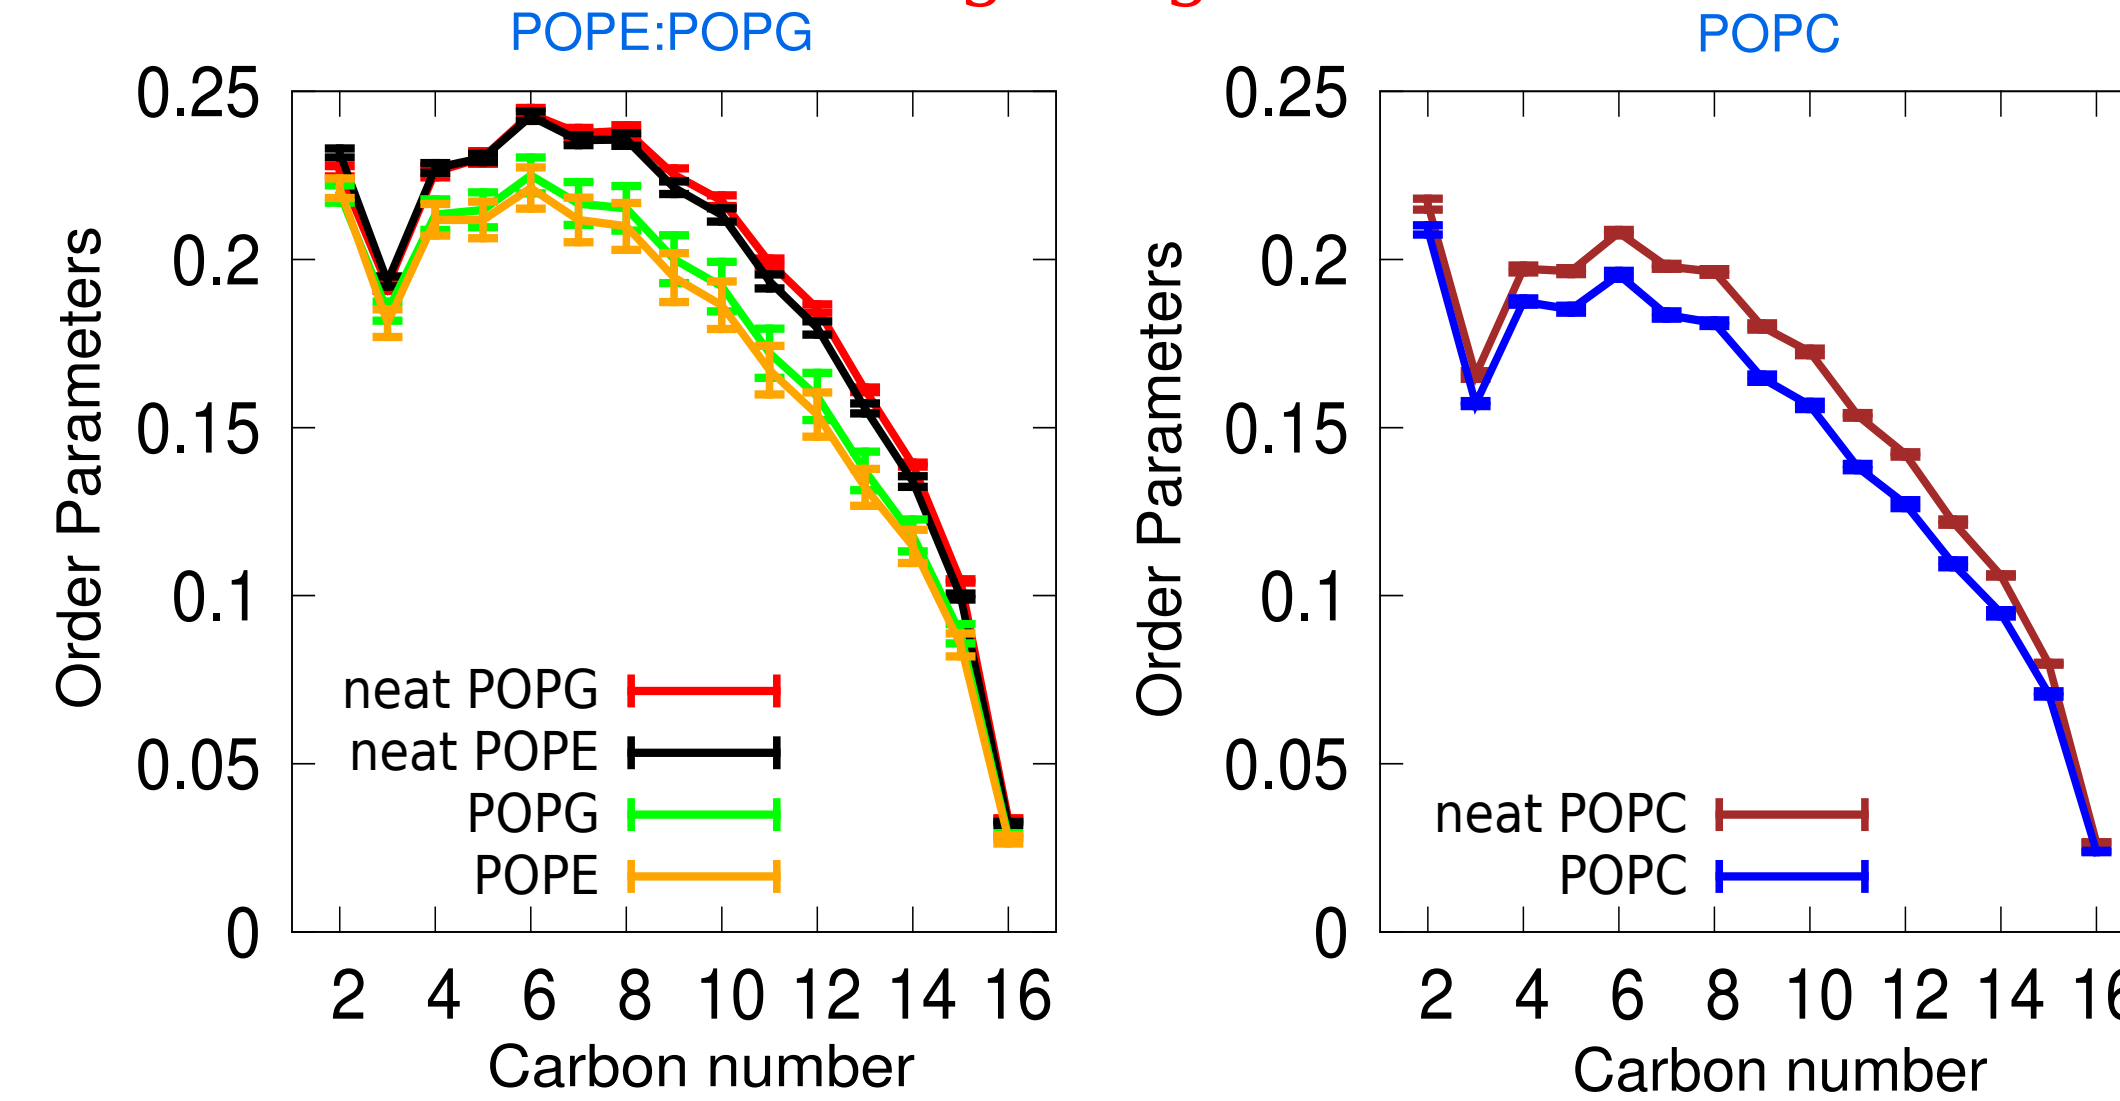 POPE:POPG
0.25
0.2
0.15
0.1
0.05
0
Order Parameters
neat POPG
neat POPE
POPG
POPE
2 4 6 8 10 12 14 16
Carbon number
POPC
0.25
0.2
0.15
0.1
0.05
0
Order Parameters
neat POPC
POPC
2 4 6 8 10 12 14
Carbon number